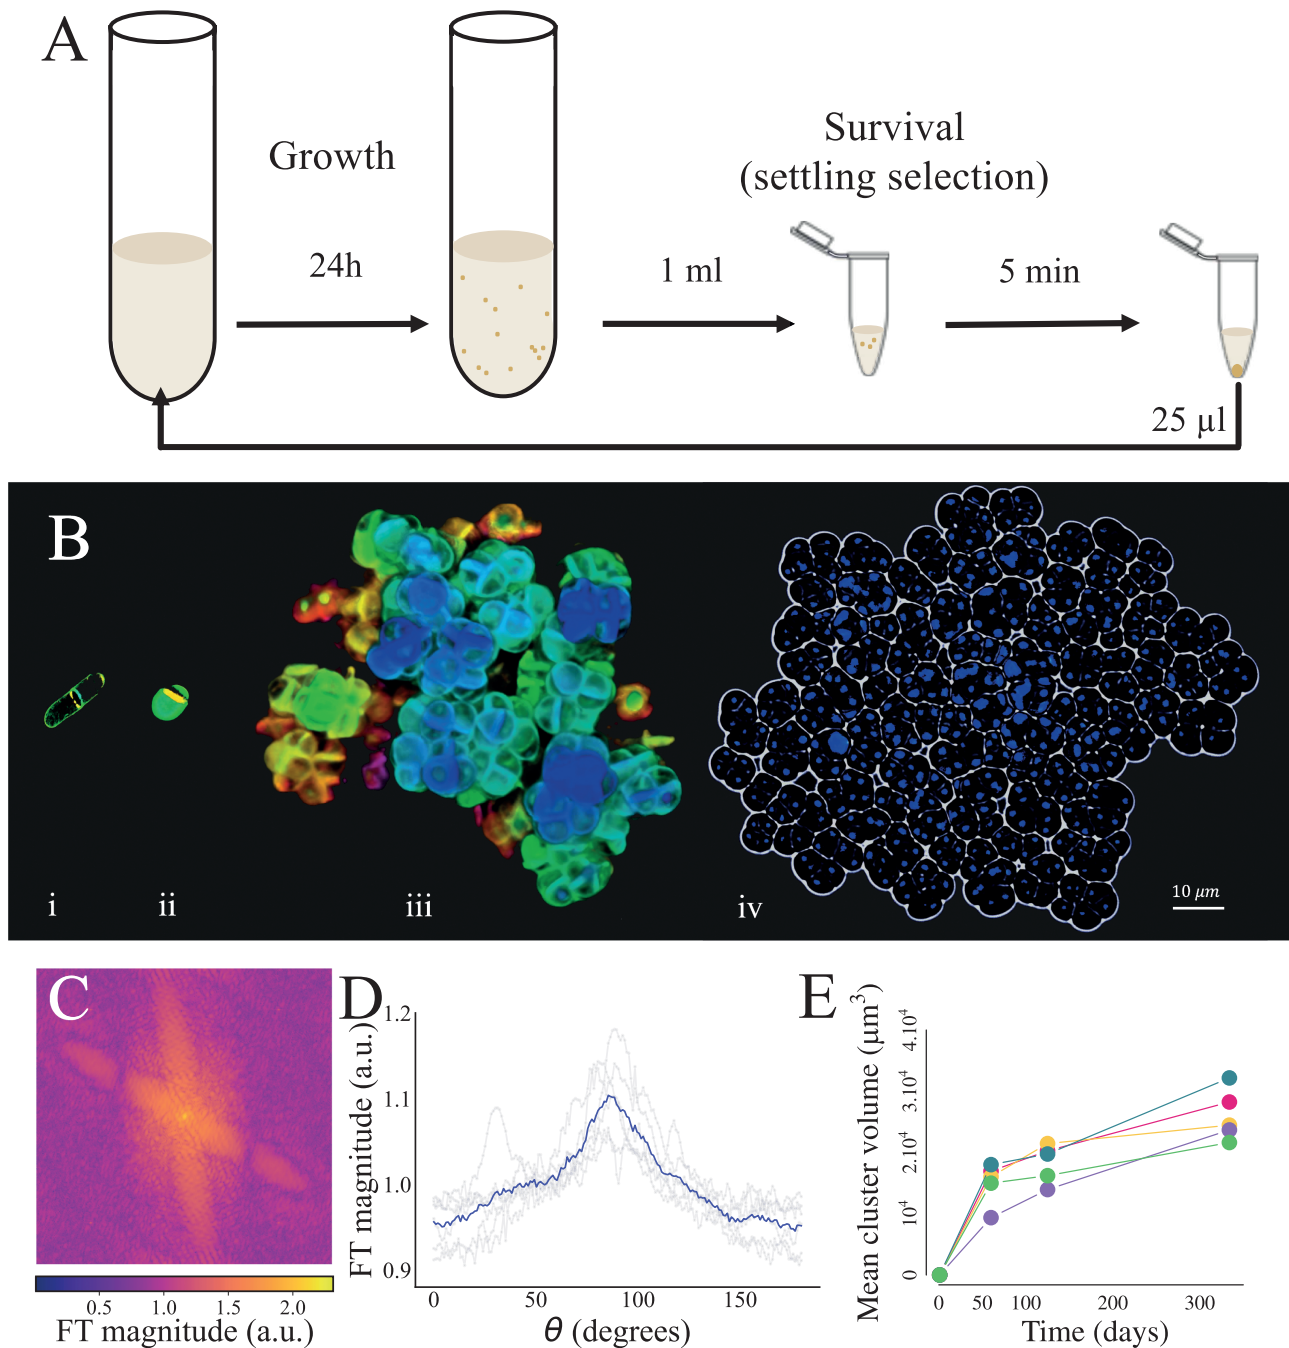 A
Growth
24h
Survival
(settling selection)
1 ml
5 min
25 µl
B
i
ii
iii
iv
10 µm
C
0.5 1.0 1.5 2.0
FT magnitude (a.u.)
D
FT magnitude (a.u.)
1.2
1.1
1.0
0.9
0 50 100 150
θ (degrees)
E
Mean cluster volume (µm³)
4.10⁴
3.10⁴
2.10⁴
10⁴
0
0 50 100 200 300
Time (days)